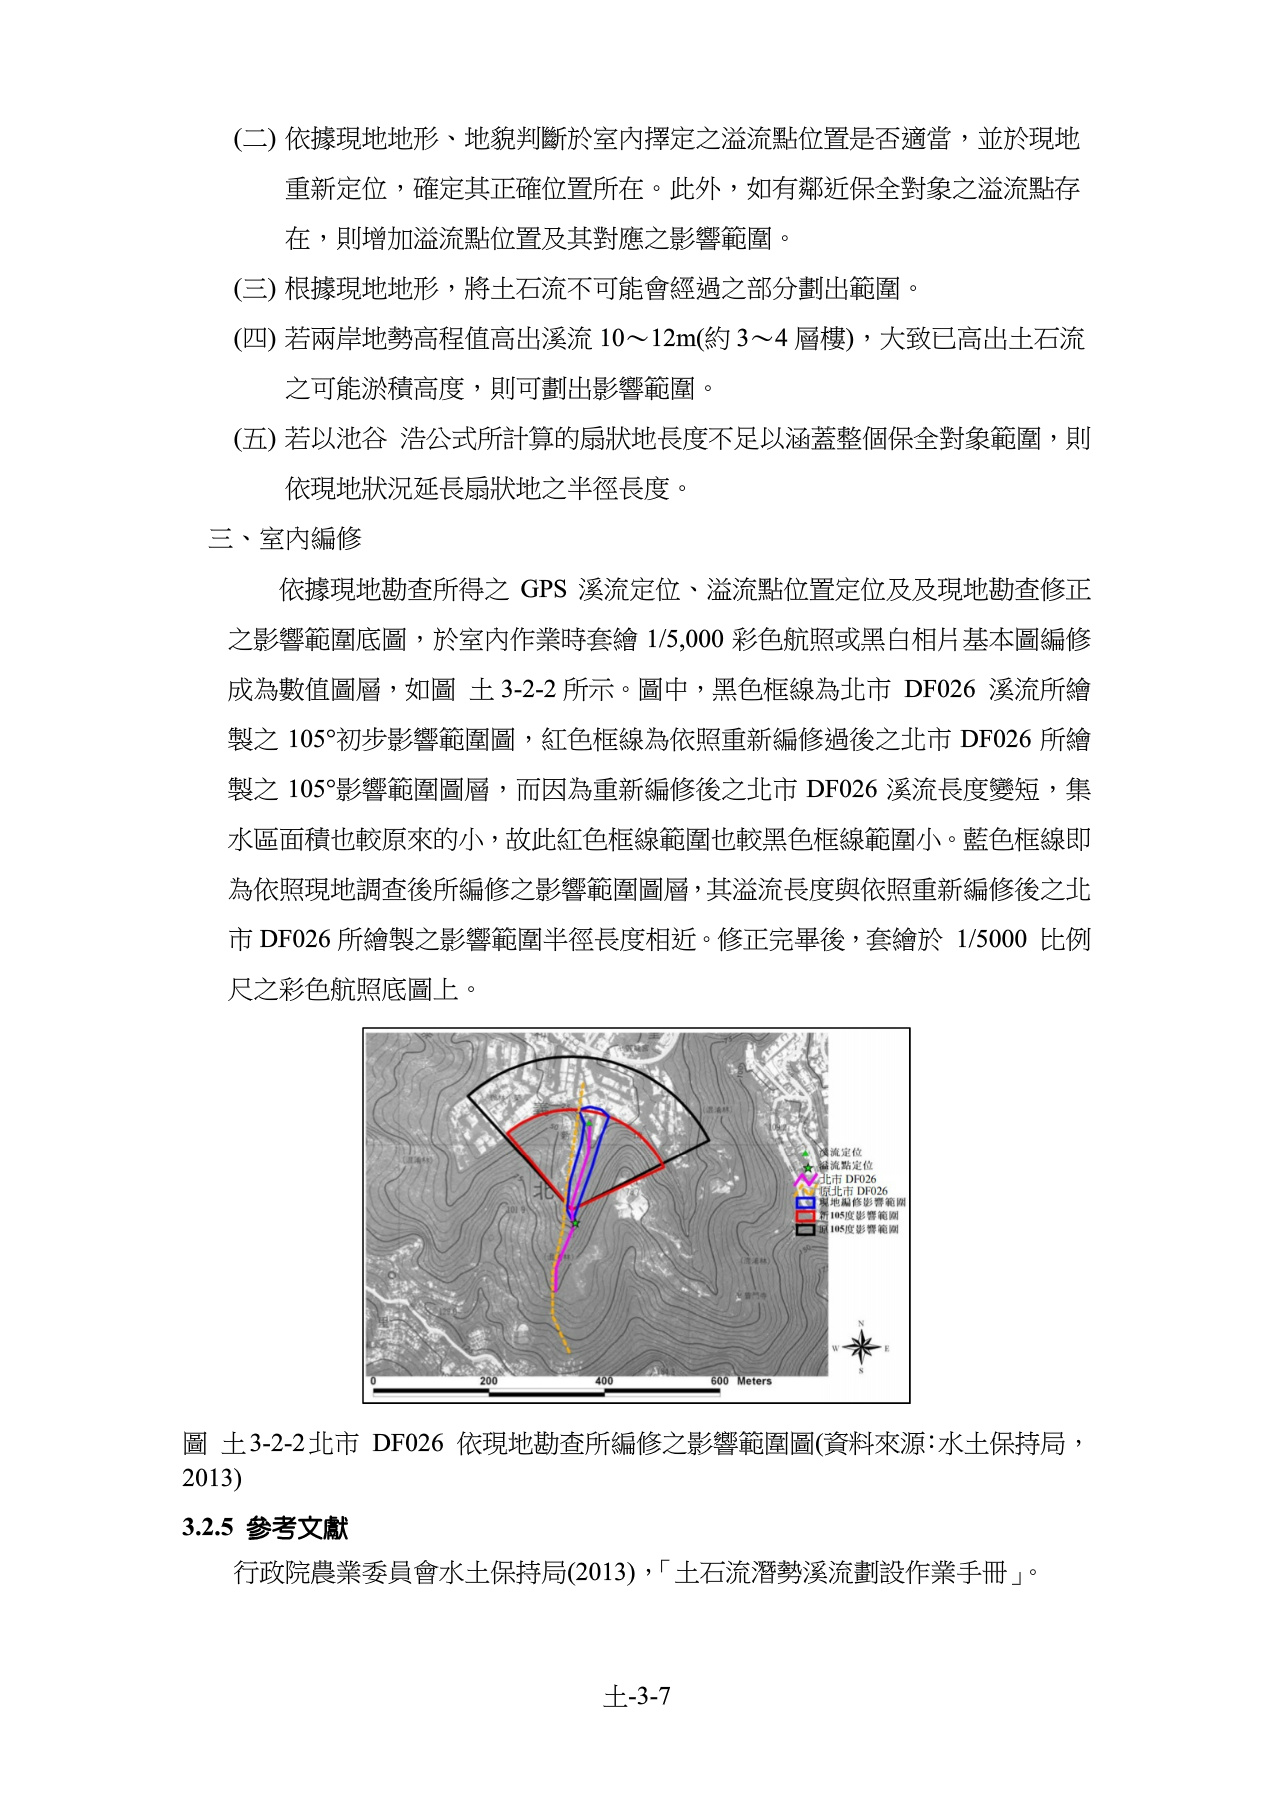 (二) 依據現地地形、地貌判斷於室內擇定之溢流點位置是否適當，並於現地
重新定位，確定其正確位置所在。此外，如有鄰近保全對象之溢流點存
在，則增加溢流點位置及其對應之影響範圍。
(三) 根據現地地形，將土石流不可能會經過之部分劃出範圍。
(四) 若兩岸地勢高程值高出溪流 10～12m(約 3～4 層樓)，大致已高出土石流
之可能淤積高度，則可劃出影響範圍。
(五) 若以池谷 浩公式所計算的扇狀地長度不足以涵蓋整個保全對象範圍，則
依現地狀況延長扇狀地之半徑長度。
三、室內編修
依據現地勘查所得之 GPS 溪流定位、溢流點位置定位及及現地勘查修正
之影響範圍底圖，於室內作業時套繪 1/5,000 彩色航照或黑白相片基本圖編修
成為數值圖層，如圖 土 3-2-2 所示。圖中，黑色框線為北市 DF026 溪流所繪
製之 105°初步影響範圍圖，紅色框線為依照重新編修過後之北市 DF026 所繪
製之 105°影響範圍圖層，而因為重新編修後之北市 DF026 溪流長度變短，集
水區面積也較原來的小，故此紅色框線範圍也較黑色框線範圍小。藍色框線即
為依照現地調查後所編修之影響範圍圖層，其溢流長度與依照重新編修後之北
市 DF026 所繪製之影響範圍半徑長度相近。修正完畢後，套繪於 1/5000 比例
尺之彩色航照底圖上。
北
溪流定位
溢流點定位
北市 DF026
原北市 DF026
現地編修影響範圍
新105度影響範圍
原105度影響範圍
N
W E
S
0 200 400 600 Meters
圖 土3-2-2北市 DF026 依現地勘查所編修之影響範圍圖(資料來源：水土保持局，
2013)
3.2.5 參考文獻
行政院農業委員會水土保持局(2013)，「土石流潛勢溪流劃設作業手冊」。
土-3-7